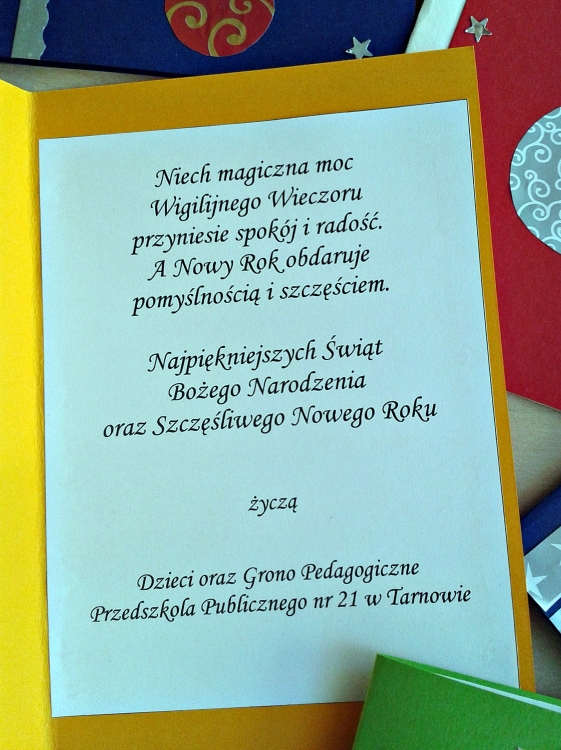 Niech magiczna moc
Wigilijnego Wieczoru
przyniesie spokój i radość.
A Nowy Rok obdaruje
pomyślnością i szczęściem.
Najpiękniejszych Świąt
Bożego Narodzenia
oraz Szczęśliwego Nowego Roku
życzą
Dzieci oraz Grono Pedagogiczne
Przedszkola Publicznego nr 21 w Tarnowie